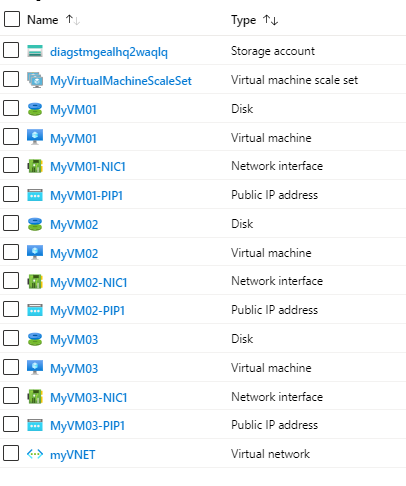 Name Type
diagstmgealhq2waqlq Storage account
MyVirtualMachineScaleSet Virtual machine scale set
MyVM01 Disk
MyVM01 Virtual machine
MyVM01-NIC1 Network interface
MyVM01-PIP1 Public IP address
MyVM02 Disk
MyVM02 Virtual machine
MyVM02-NIC1 Network interface
MyVM02-PIP1 Public IP address
MyVM03 Disk
MyVM03 Virtual machine
MyVM03-NIC1 Network interface
MyVM03-PIP1 Public IP address
myVNET Virtual network